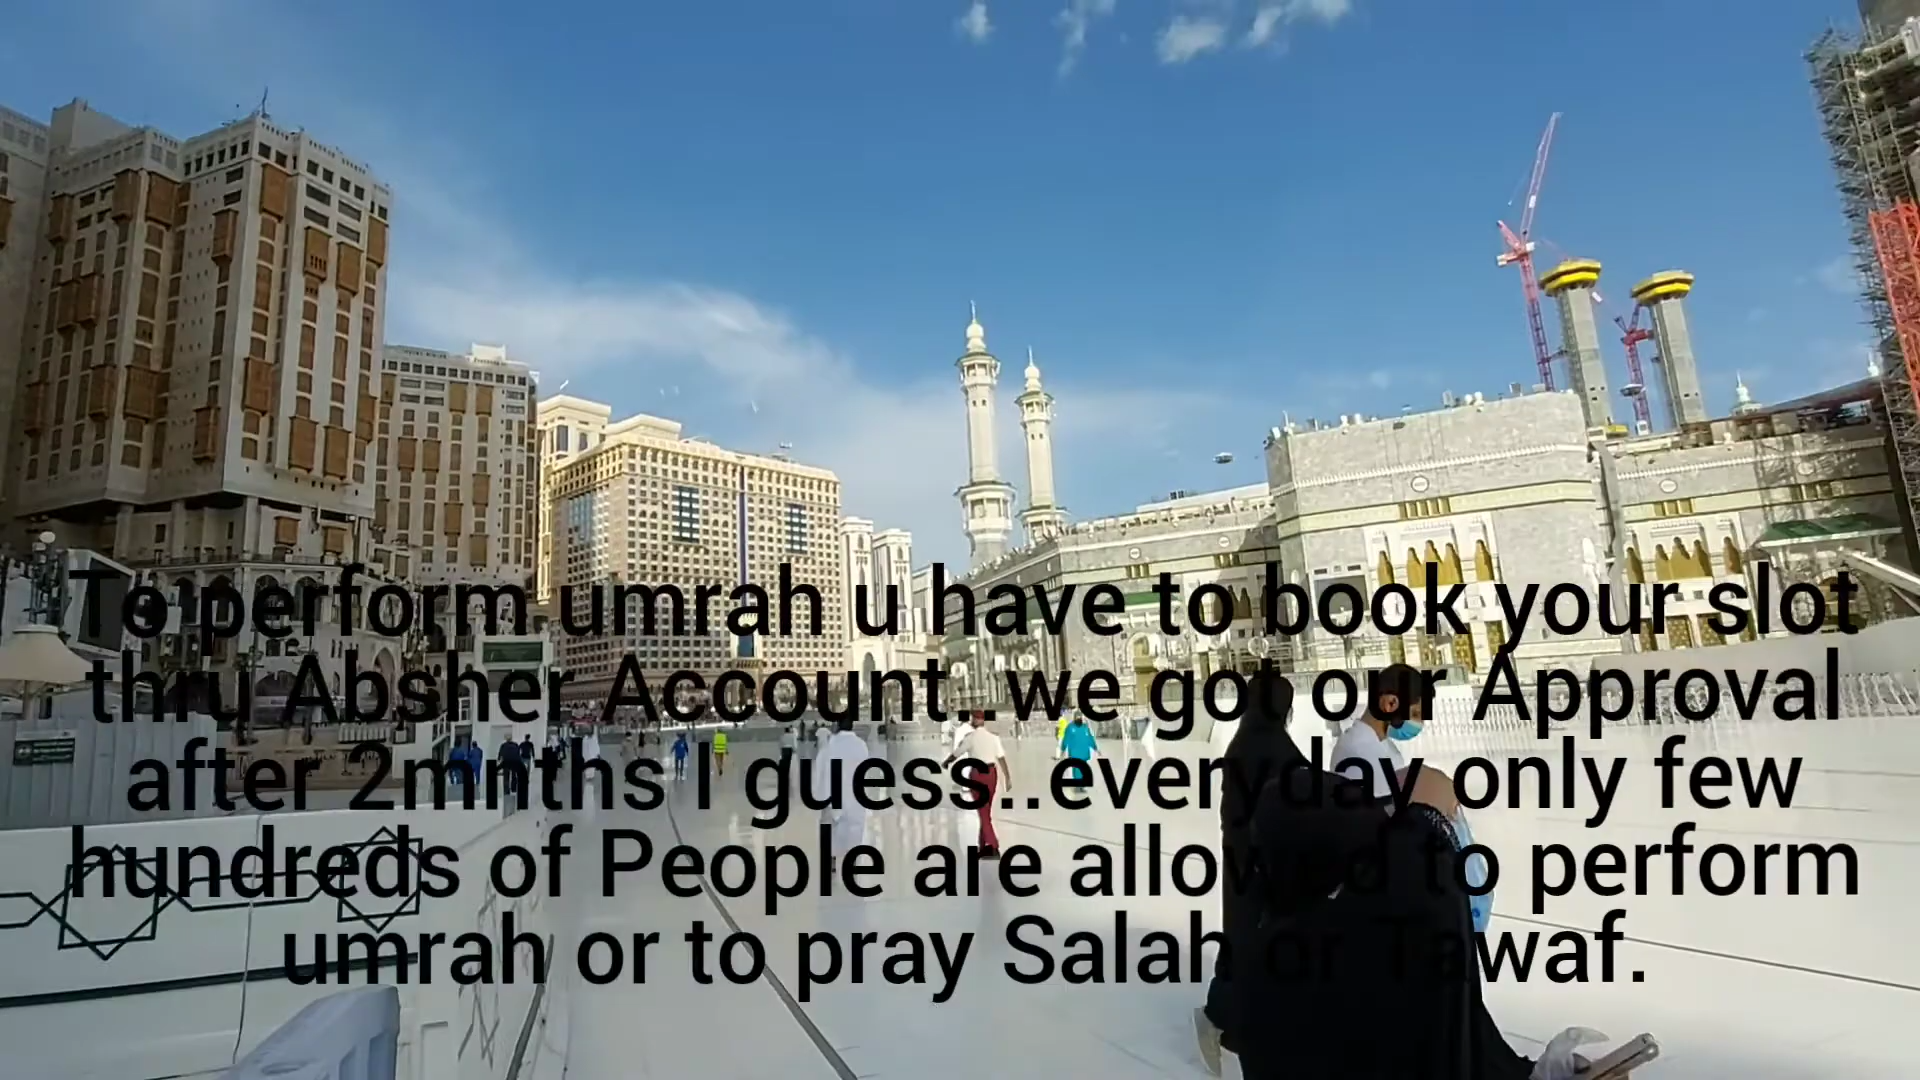 To perform umrah u have to book your slot
thru Absher Account..we got our Approval
after 2mnths I guess..everyday only few
hundreds of People are allowed to perform
umrah or to pray Salah or Tawaf.